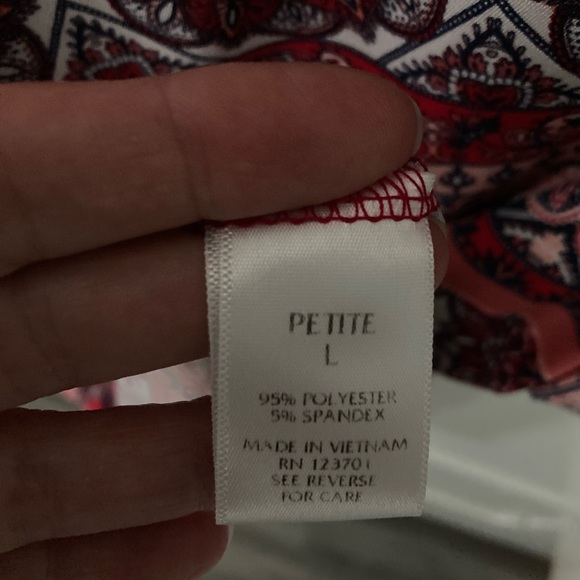 PETITE
L
95% POLYESTER
5% SPANDEX
MADE IN VIETNAM
RN 123701
SEE REVERSE
FOR CARE